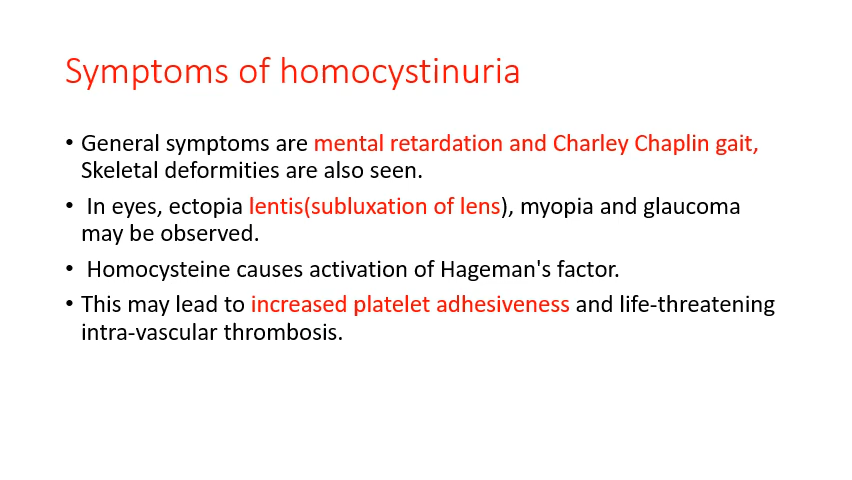 Symptoms of homocystinuria
• General symptoms are mental retardation and Charley Chaplin gait,
Skeletal deformities are also seen.
• In eyes, ectopia lentis(subluxation of lens), myopia and glaucoma
may be observed.
• Homocysteine causes activation of Hageman's factor.
• This may lead to increased platelet adhesiveness and life-threatening
intra-vascular thrombosis.